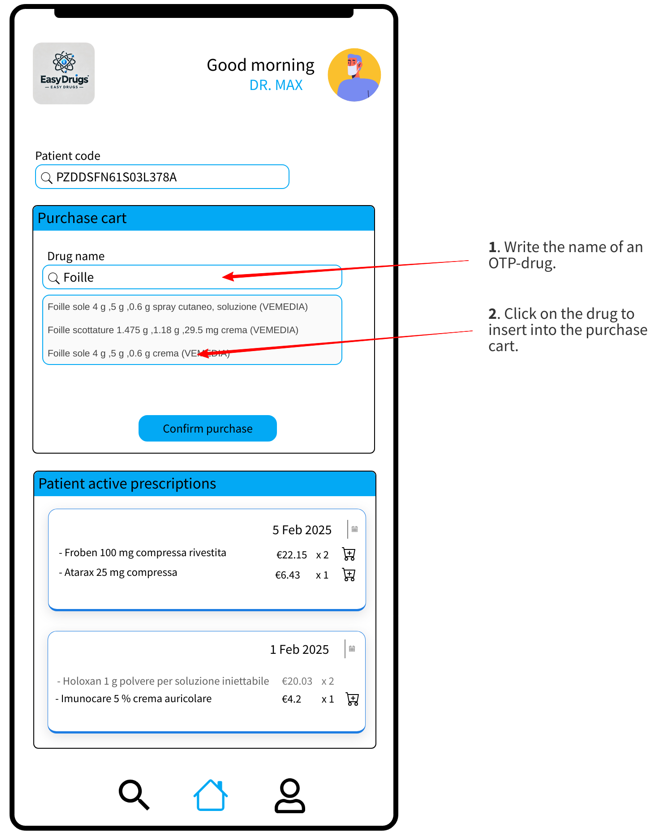 Good morning
DR. MAX
EasyDrugs
— EASY DRUGS —
Patient code
PZDDSFN61S03L378A
Purchase cart
Drug name
Foille
Foille sole 4 g ,5 g ,0.6 g spray cutaneo, soluzione (VEMEDIA)
Foille scottature 1.475 g ,1.18 g ,29.5 mg crema (VEMEDIA)
Foille sole 4 g ,5 g ,0.6 g crema (VEMEDIA)
Confirm purchase
1. Write the name of an
OTP-drug.
2. Click on the drug to
insert into the purchase
cart.
Patient active prescriptions
5 Feb 2025
- Froben 100 mg compressa rivestita €22.15 x 2
- Atarax 25 mg compressa €6.43 x 1
1 Feb 2025
- Holoxan 1 g polvere per soluzione iniettabile €20.03 x 2
- Imunocare 5 % crema auricolare €4.2 x 1